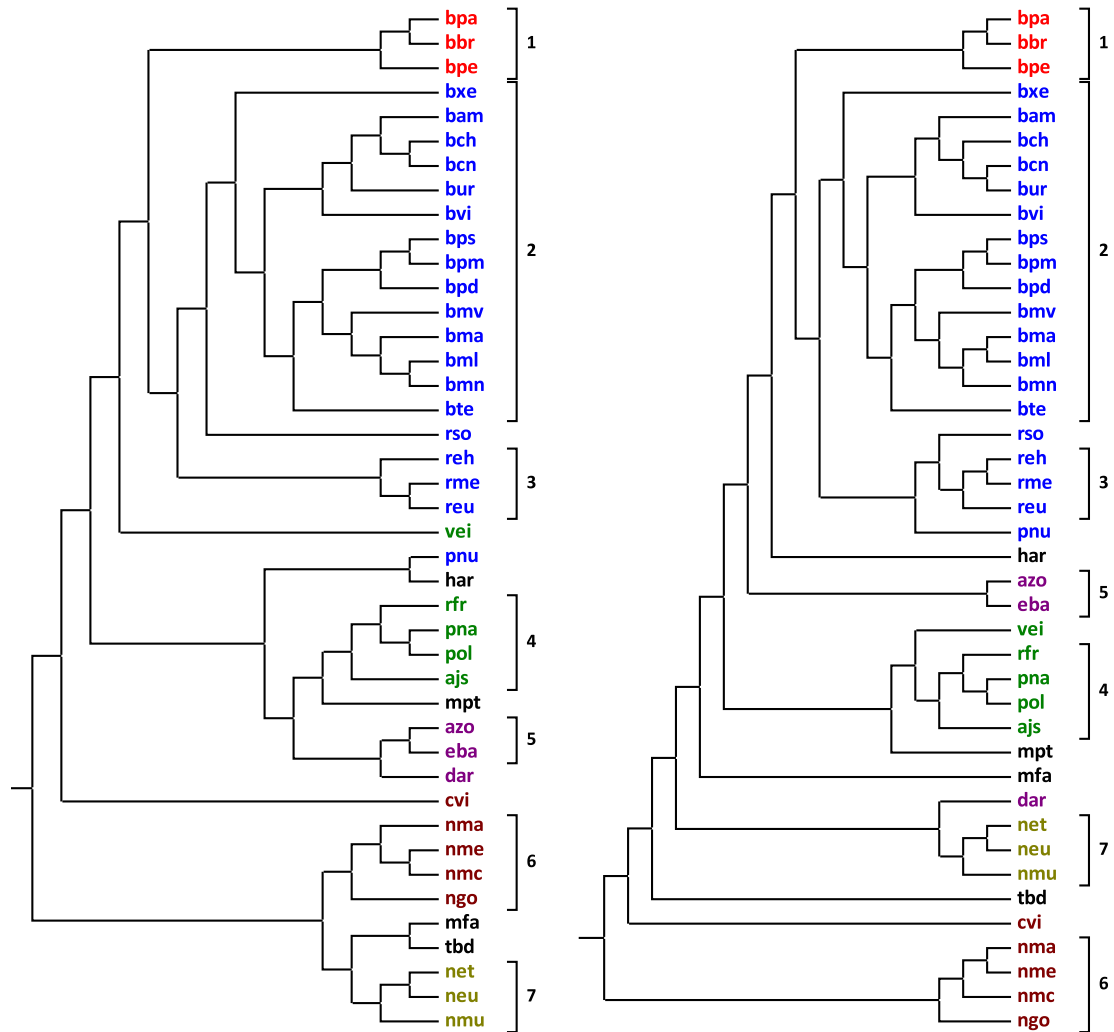 bpa
bbr
bpe
1
bxe
bam
bch
bcn
bur
bvi
bps
bpm
bpd
bmv
bma
bml
bmn
bte
2
rso
reh
rme
reu
3
vei
pnu
har
rfr
pna
pol
ajs
4
mpt
azo
eba
5
dar
cvi
nma
nme
nmc
ngo
6
mfa
tbd
net
neu
nmu
7
bpa
bbr
bpe
1
bxe
bam
bch
bcn
bur
bvi
bps
bpm
bpd
bmv
bma
bml
bmn
bte
2
rso
reh
rme
reu
3
pnu
har
azo
eba
5
vei
rfr
pna
pol
ajs
4
mpt
mfa
dar
net
neu
nmu
7
tbd
cvi
nma
nme
nmc
ngo
6